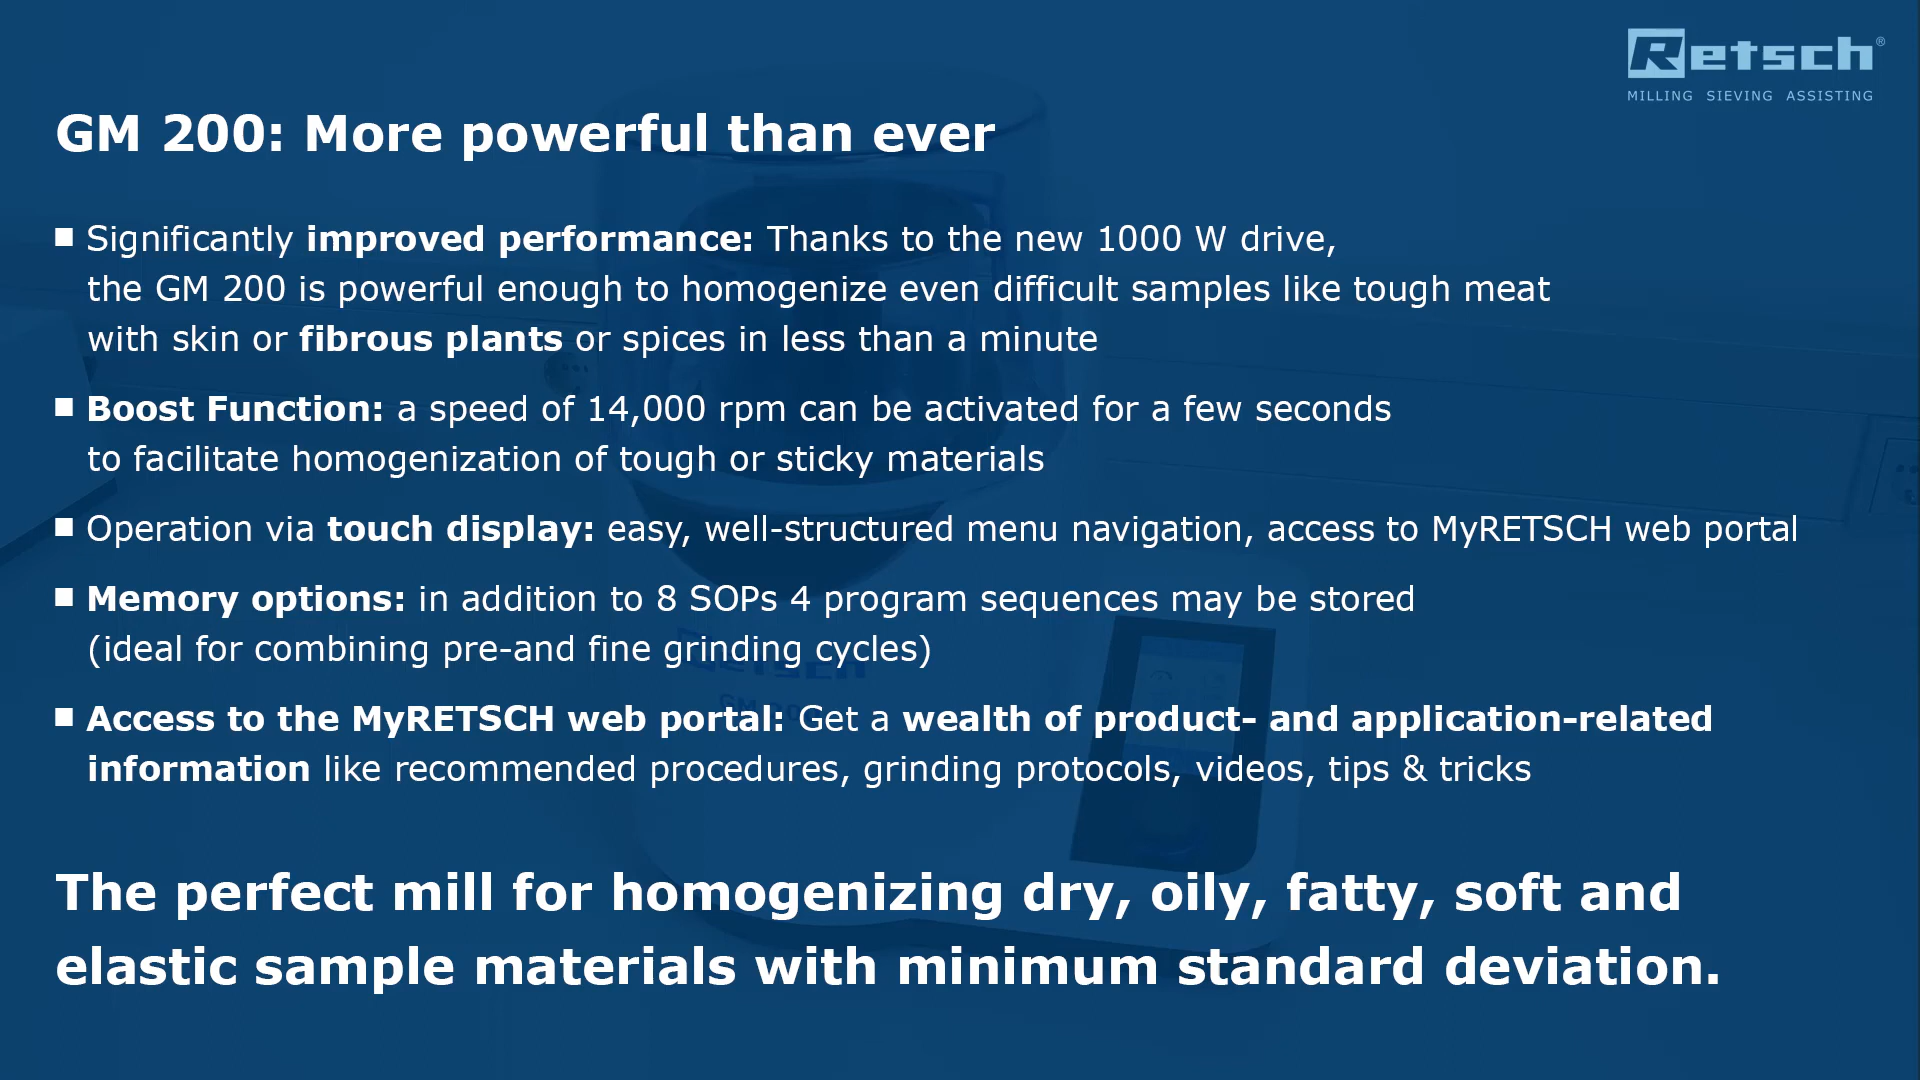 Retsch®
MILLING SIEVING ASSISTING
GM 200: More powerful than ever
■ Significantly improved performance: Thanks to the new 1000 W drive,
the GM 200 is powerful enough to homogenize even difficult samples like tough meat
with skin or fibrous plants or spices in less than a minute
■ Boost Function: a speed of 14,000 rpm can be activated for a few seconds
to facilitate homogenization of tough or sticky materials
■ Operation via touch display: easy, well-structured menu navigation, access to MyRETSCH web portal
■ Memory options: in addition to 8 SOPs 4 program sequences may be stored
(ideal for combining pre-and fine grinding cycles)
Retsch
GM 200
■ Access to the MyRETSCH web portal: Get a wealth of product- and application-related
information like recommended procedures, grinding protocols, videos, tips & tricks
The perfect mill for homogenizing dry, oily, fatty, soft and
elastic sample materials with minimum standard deviation.